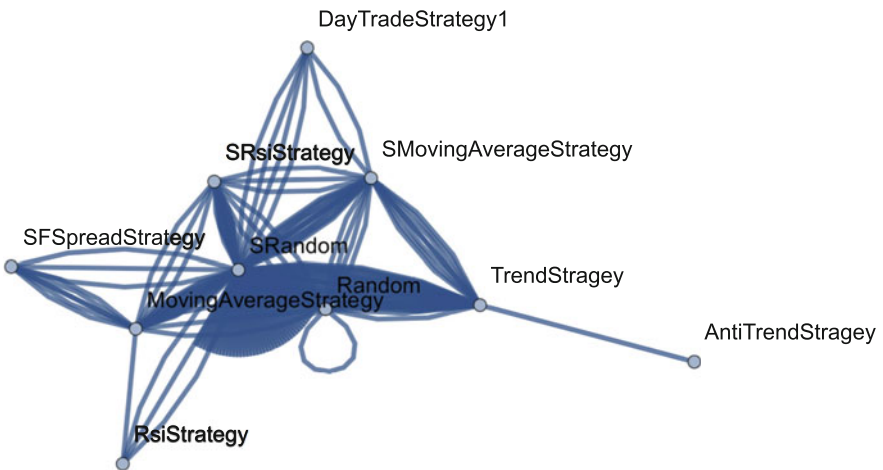 DayTradeStrategy1
SRsiStrategy
SMovingAverageStrategy
SFSpreadStrategy
SRandom
MovingAverageStrategy
Random
TrendStragey
AntiTrendStragey
RsiStrategy